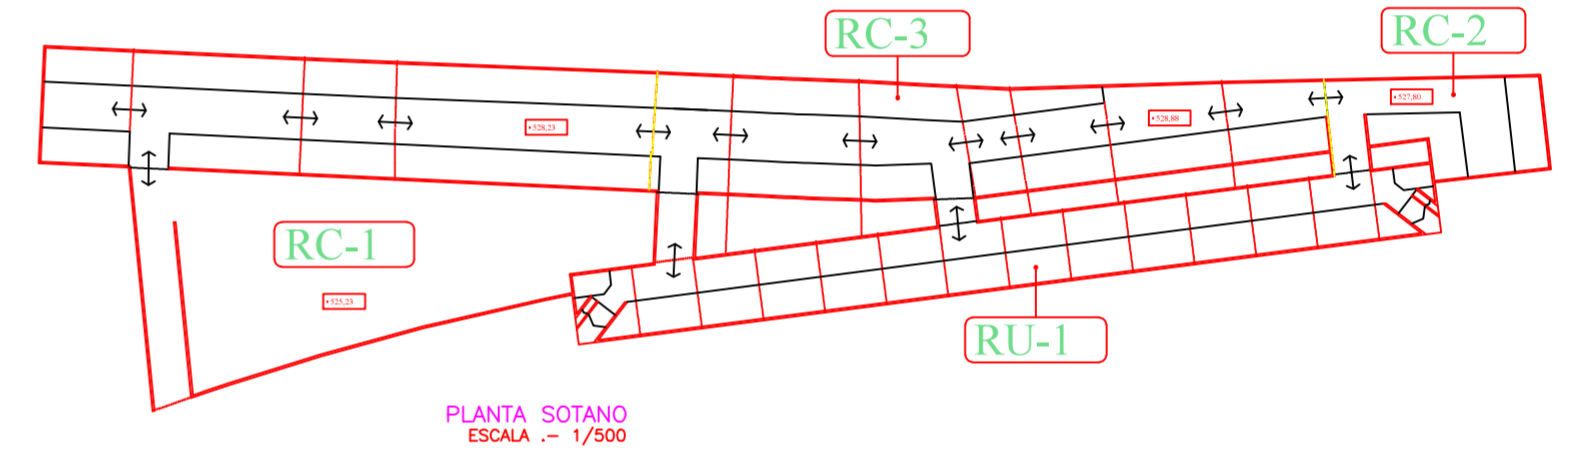 RC-3
RC-2
527,80
528,88
528,23
RC-1
525,23
RU-1
PLANTA SOTANO
ESCALA .- 1/500